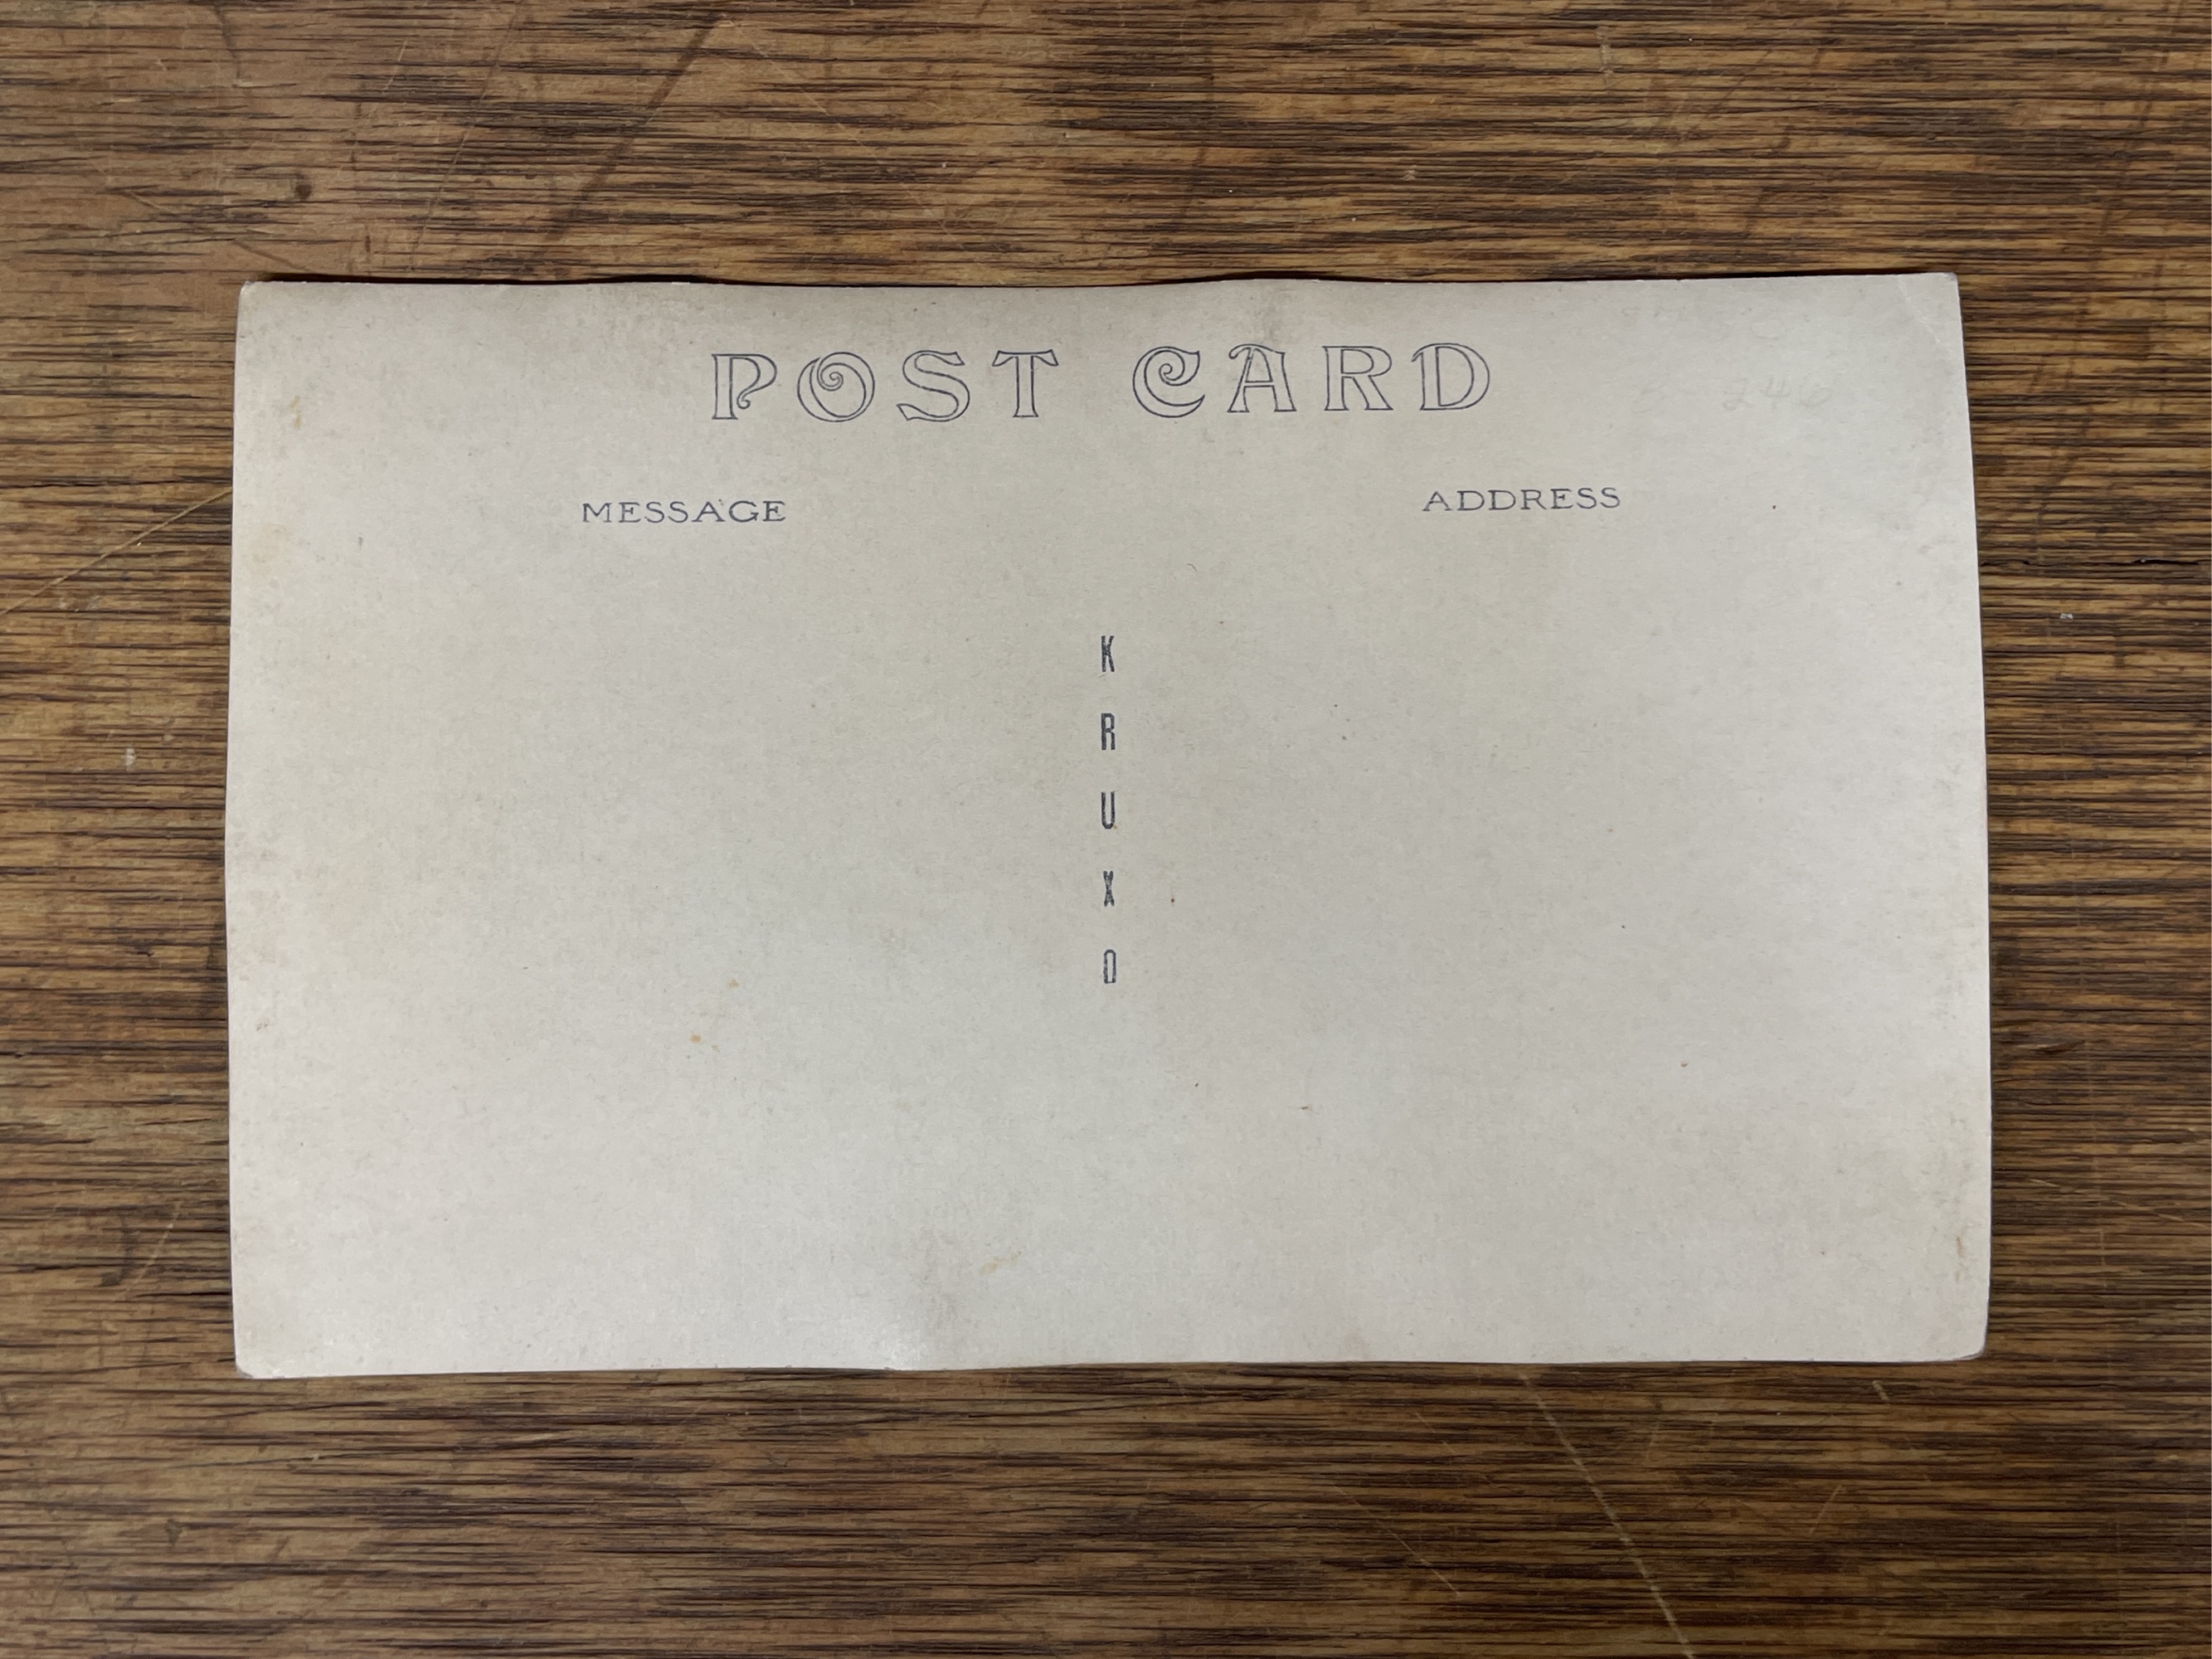 POST CARD
MESSAGE
ADDRESS
K
R
U
X
O